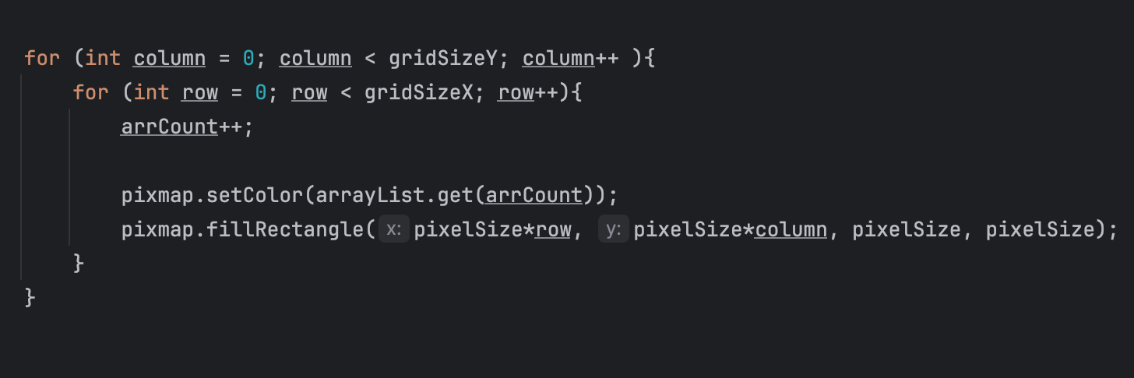 for (int column = 0; column < gridSizeY; column++ ){
for (int row = 0; row < gridSizeX; row++){
arrCount++;
pixmap.setColor(arrayList.get(arrCount));
pixmap.fillRectangle( x: pixelSize*row, y: pixelSize*column, pixelSize, pixelSize);
}
}